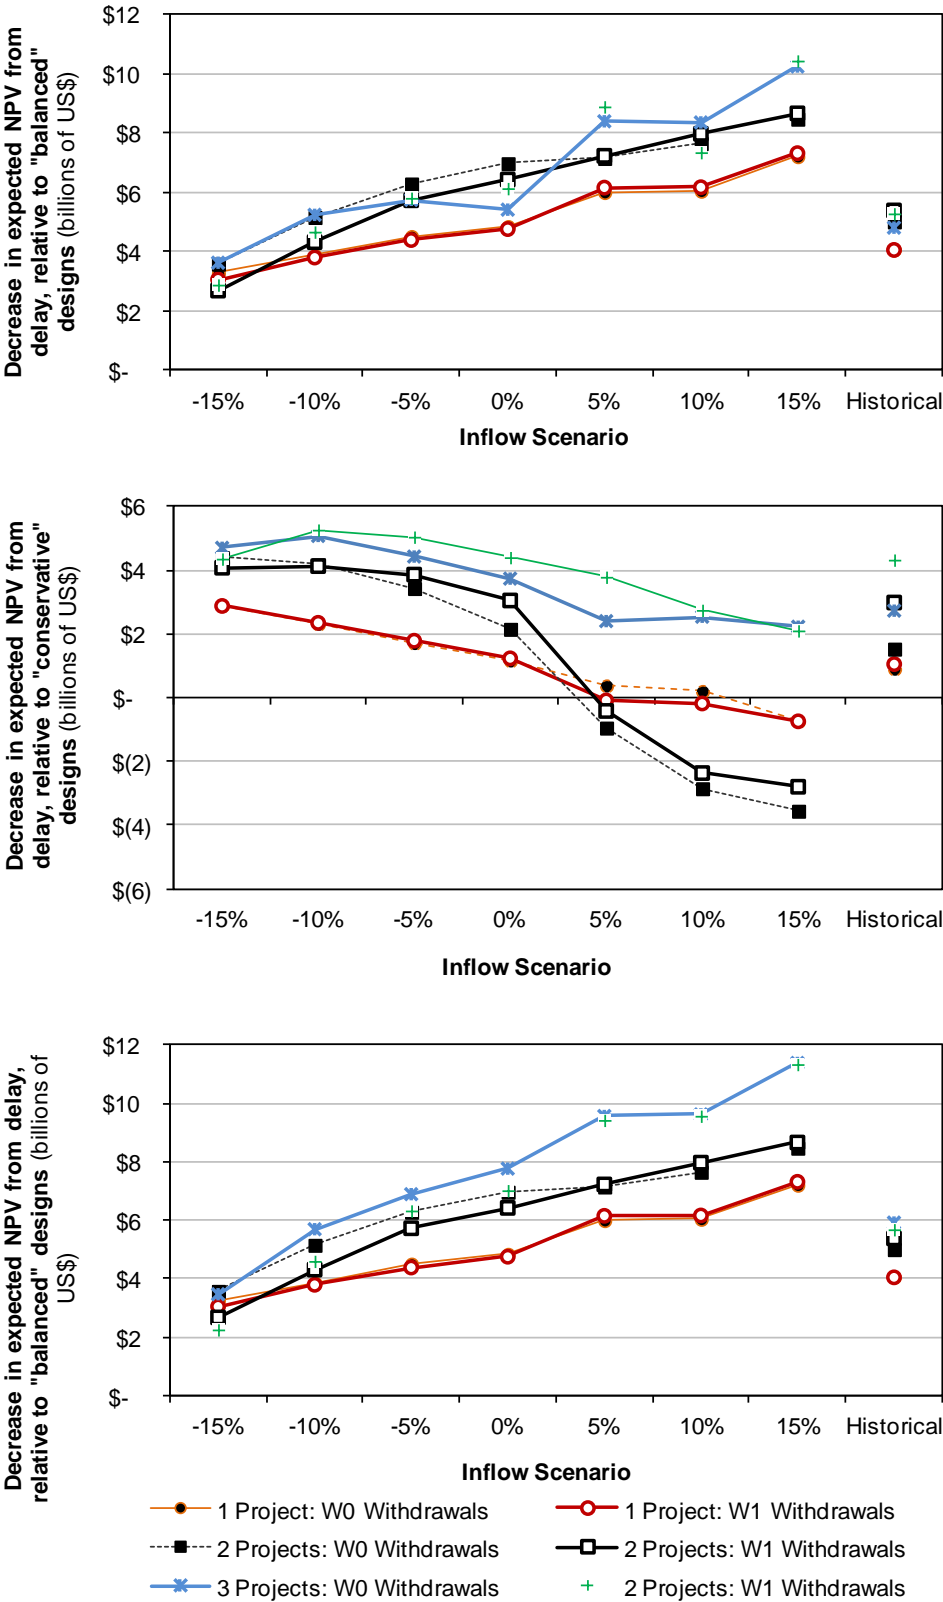 Decrease in expected NPV from
delay, relative to "balanced"
designs (billions of US$)
$12
$10
$8
$6
$4
$2
$-
-15% -10% -5% 0% 5% 10% 15% Historical
Inflow Scenario
Decrease in expected NPV from
delay, relative to "conservative"
designs (billions of US$)
$6
$4
$2
$-
$(2)
$(4)
$(6)
-15% -10% -5% 0% 5% 10% 15% Historical
Inflow Scenario
Decrease in expected NPV from delay,
relative to "balanced" designs (billions of
US$)
$12
$10
$8
$6
$4
$2
$-
-15% -10% -5% 0% 5% 10% 15% Historical
Inflow Scenario
1 Project: W0 Withdrawals 1 Project: W1 Withdrawals
2 Projects: W0 Withdrawals 2 Projects: W1 Withdrawals
3 Projects: W0 Withdrawals 2 Projects: W1 Withdrawals